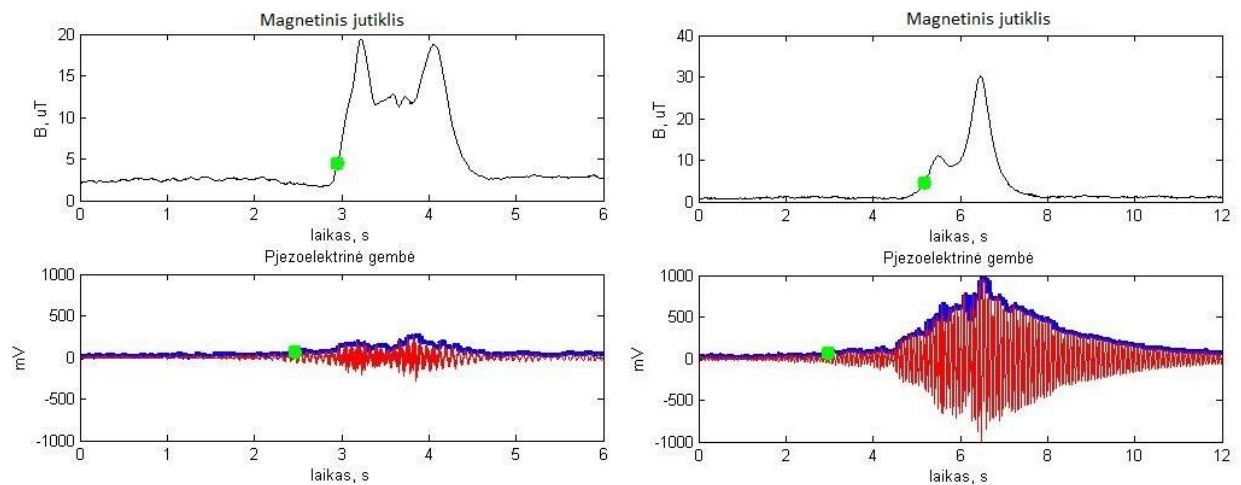 Magnetinis jutiklis
20
15
10
5
0
B, uT
0 1 2 3 4 5 6
laikas, s
Pjezoelektrinė gembė
1000
500
0
-500
-1000
mV
0 1 2 3 4 5 6
laikas, s
Magnetinis jutiklis
40
30
20
10
0
B, uT
0 2 4 6 8 10 12
laikas, s
Pjezoelektrinė gembė
1000
500
0
-500
-1000
mV
0 2 4 6 8 10 12
laikas, s